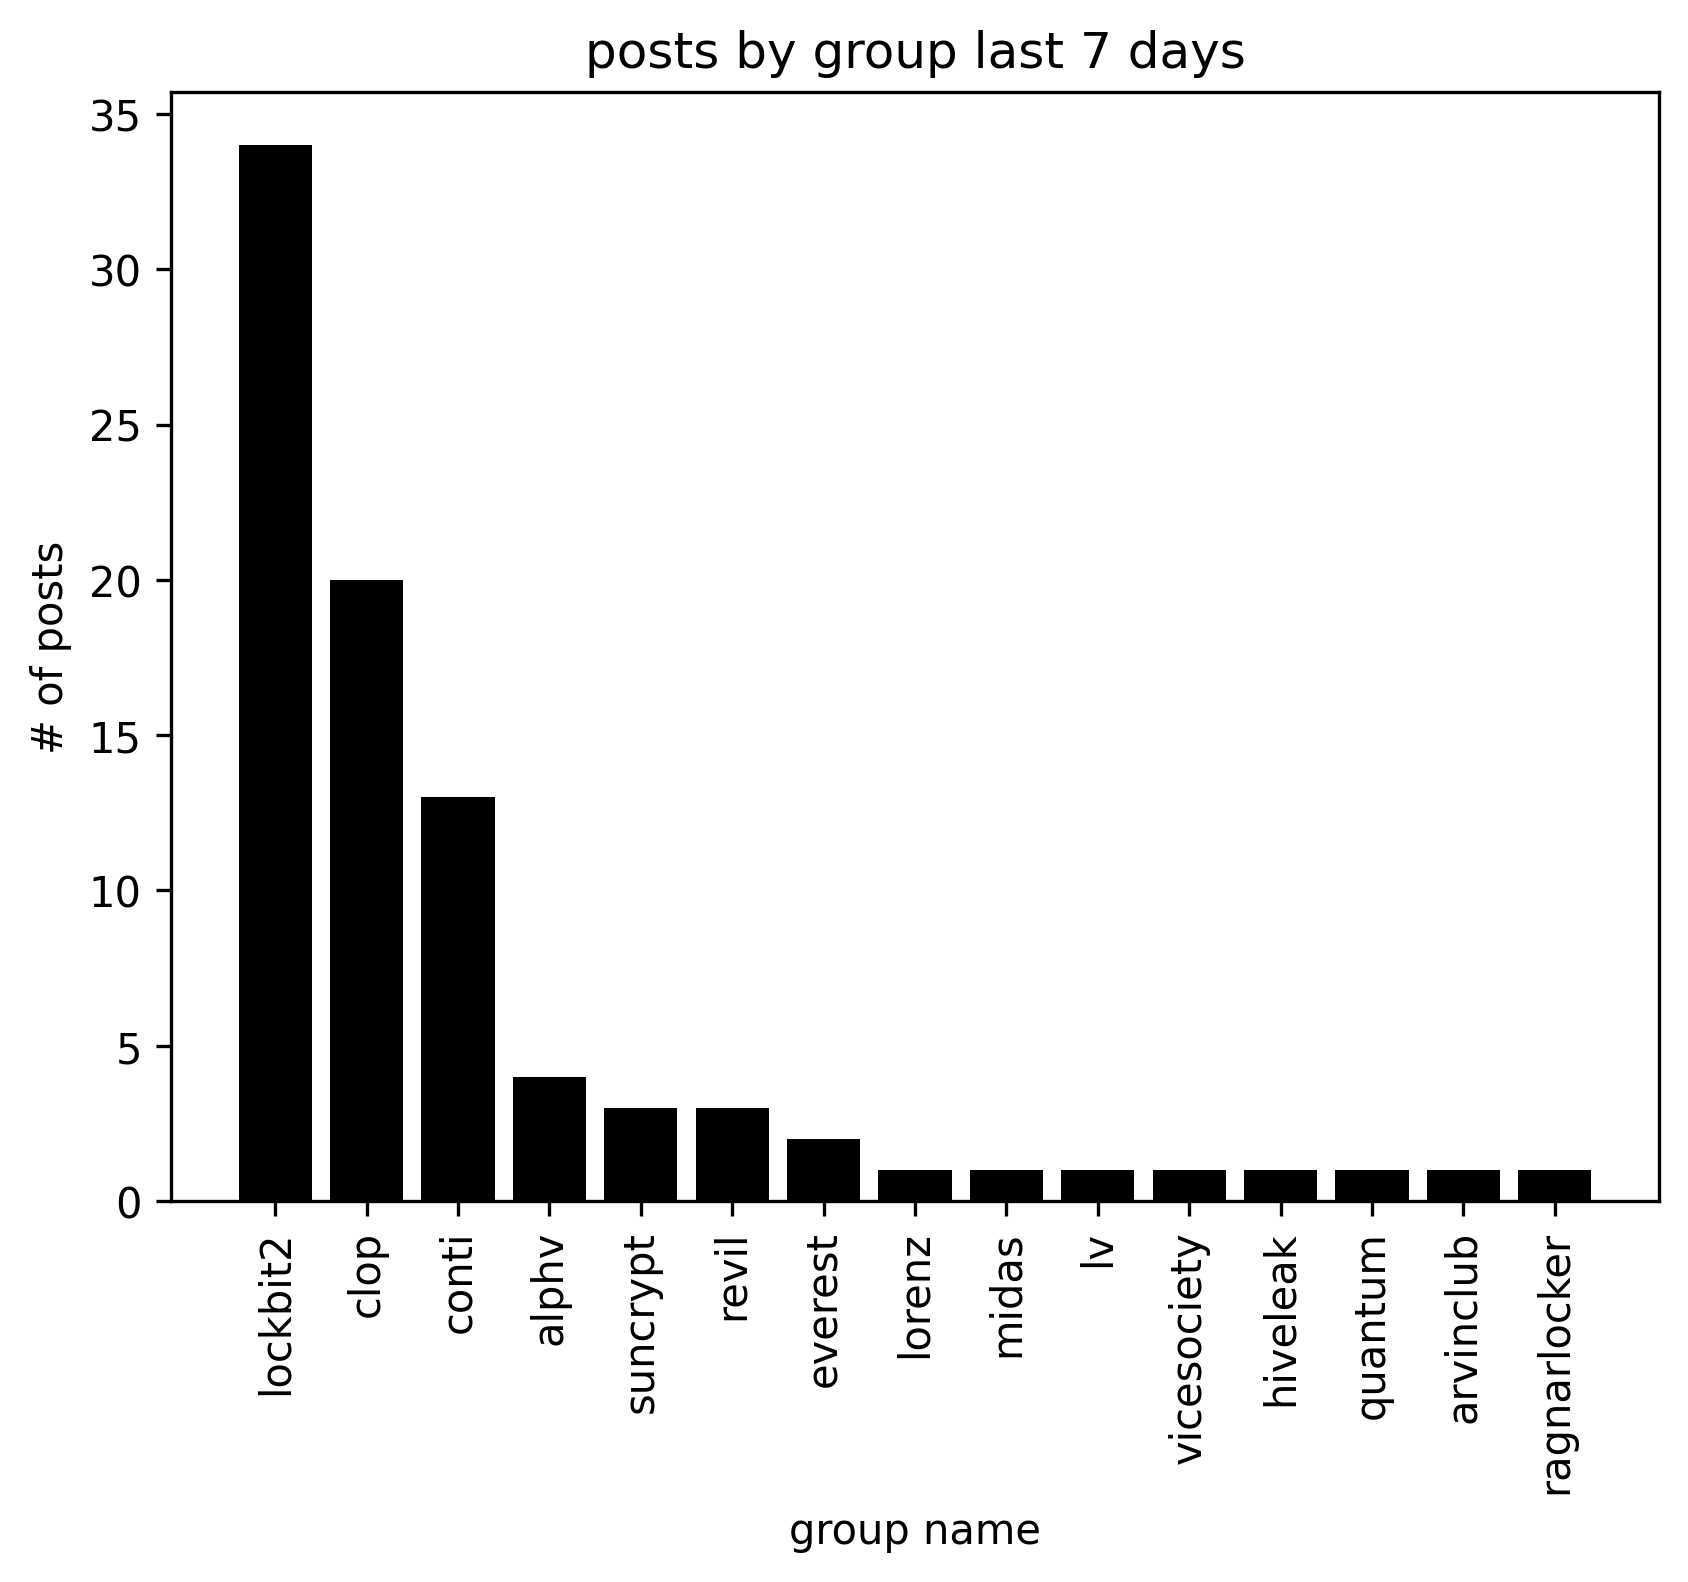 posts by group last 7 days
# of posts
35
30
25
20
15
10
5
0
lockbit2
clop
conti
alphv
suncrypt
revil
everest
lorenz
midas
lv
vicesociety
hiveleak
quantum
arvinclub
ragnarlocker
group name